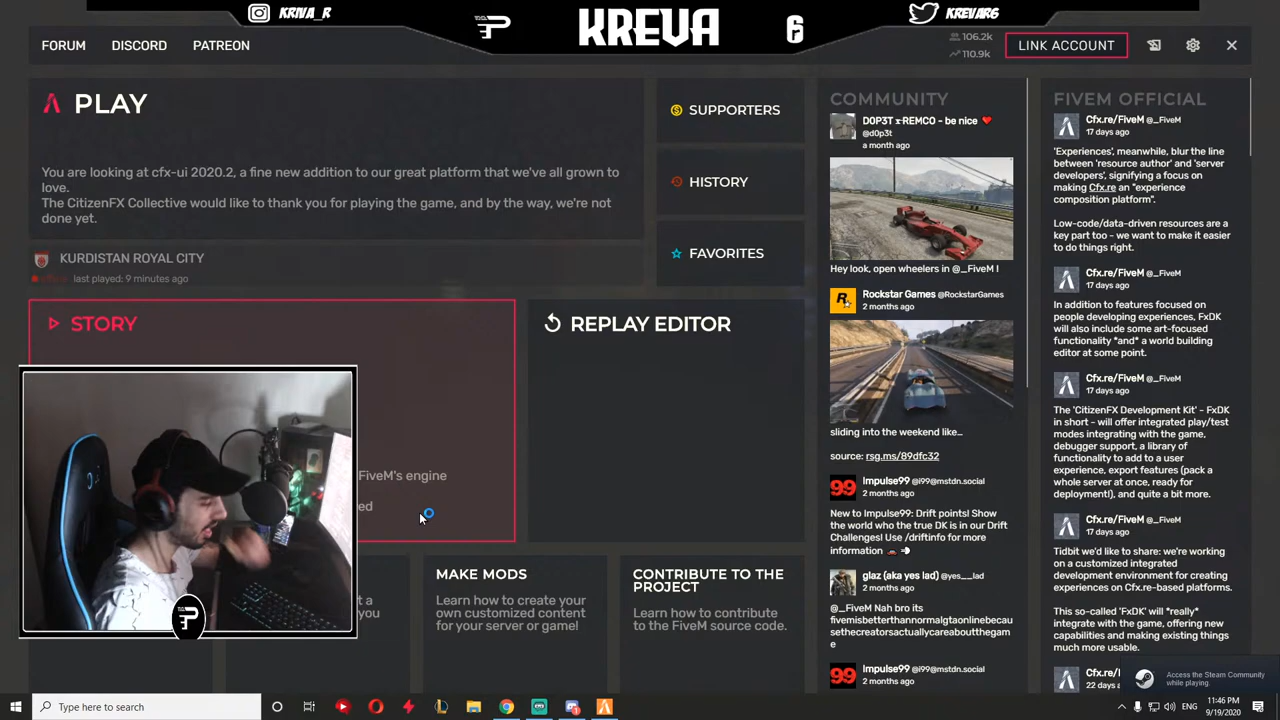 KRIVA_R
KREVA
6
KREVAR6
FORUM
DISCORD
PATREON
106.2k
110.9k
LINK ACCOUNT
PLAY
You are looking at cfx-ui 2020.2, a fine new addition to our great platform that we've all grown to
love.
The CitizenFX Collective would like to thank you for playing the game, and by the way, we're not
done yet.
KURDISTAN ROYAL CITY
last played: 9 minutes ago
SUPPORTERS
HISTORY
FAVORITES
STORY
FiveM's engine
ed
REPLAY EDITOR
t a
you
MAKE MODS
Learn how to create your
own customized content
for your server or game!
CONTRIBUTE TO THE
PROJECT
Learn how to contribute
to the FiveM source code.
COMMUNITY
D0P3T x REMCO - be nice ❤
@d0p3t
a month ago
Hey look, open wheelers in @_FiveM !
Rockstar Games @RockstarGames
2 months ago
sliding into the weekend like...
source: rsg.ms/89dfc32
Impulse99 @i99@mstdn.social
2 months ago
New to Impulse99: Drift points! Show
the world who the true DK is in our Drift
Challenges! Use /driftinfo for more
information
glaz (aka yes lad) @yes__lad
2 months ago
@_FiveM Nah bro its
fivemisbetterthannormalgtaonlinebecau
sethecreatorsactuallycareaboutthegam
e
Impulse99 @i99@mstdn.social
2 months ago
FIVEM OFFICIAL
Cfx.re/FiveM @_FiveM
17 days ago
'Experiences', meanwhile, blur the line
between 'resource author' and 'server
developers', signifying a focus on
making Cfx.re an "experience
composition platform".
Low-code/data-driven resources are a
key part too - we want to make it easier
to do things right.
Cfx.re/FiveM @_FiveM
17 days ago
In addition to features focused on
people developing experiences, FxDK
will also include some art-focused
functionality *and* a world building
editor at some point.
Cfx.re/FiveM @_FiveM
17 days ago
The 'CitizenFX Development Kit' - FxDK
in short - will offer integrated play/test
modes integrating with the game,
debugger support, a library of
functionality to add to a user
experience, export features (pack a
whole server at once, ready for
deployment!), and quite a bit more.
Cfx.re/FiveM @_FiveM
17 days ago
Tidbit we'd like to share: we're working
on a customized integrated
development environment for creating
experiences on Cfx.re-based platforms.
This so-called 'FxDK' will *really*
integrate with the game, offering new
capabilities and making existing things
much more usable.
Cfx.re/FiveM @_FiveM
22 days a
Access the Steam Community
while playing.
Type here to search
ENG
11:46 PM
9/19/2020